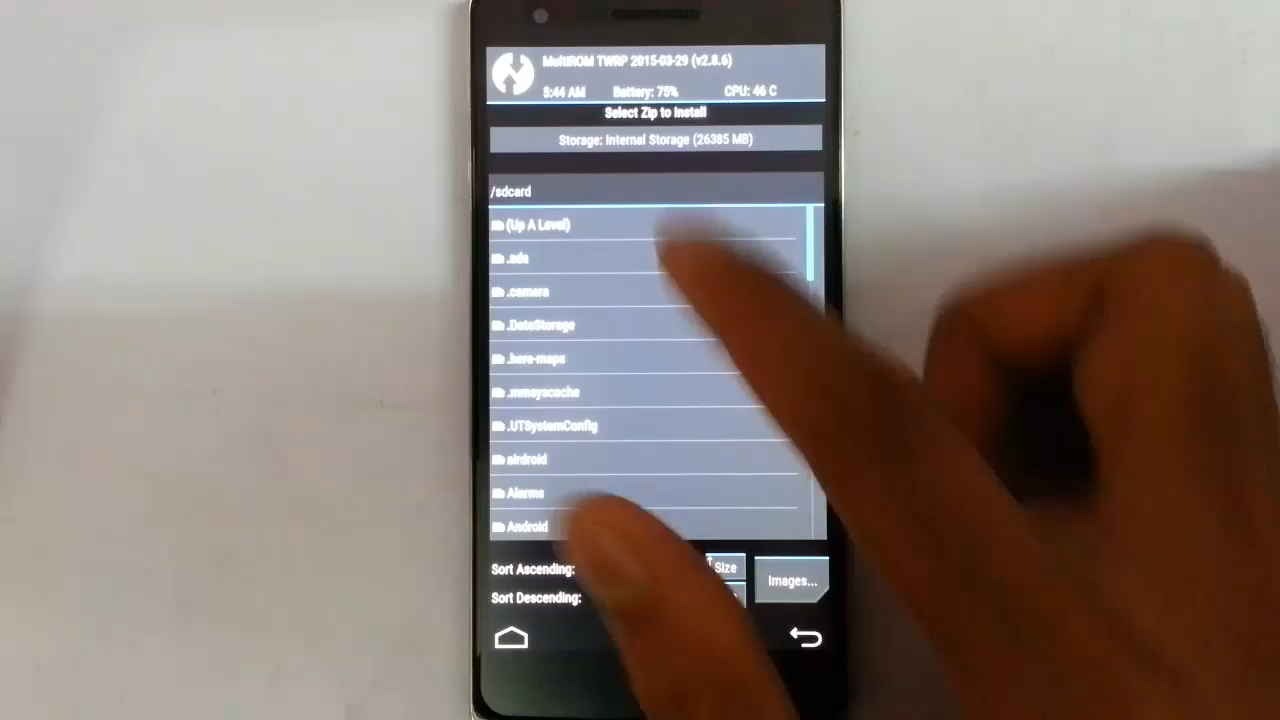 MultiROM TWRP 2015-03-29 (v2.8.6)
5:44 AM Battery: 75% CPU: 46 C
Select Zip to Install
Storage: Internal Storage (26385 MB)
/sdcard
(Up A Level)
.ada
.camera
.DataStorage
.here-maps
.mmsyscache
.UTSystemConfig
airdroid
Alarms
Android
Sort Ascending: Size
Images...
Sort Descending: